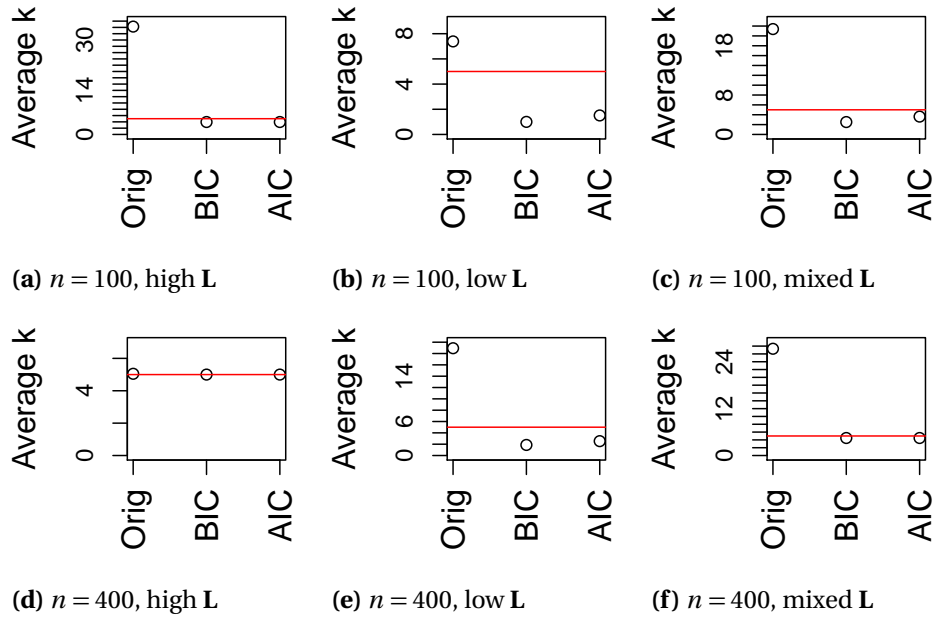 Average k
30
14
0
Orig
BIC
AIC
(a) n = 100, high L
Average k
8
4
0
Orig
BIC
AIC
(b) n = 100, low L
Average k
18
8
0
Orig
BIC
AIC
(c) n = 100, mixed L
Average k
4
0
Orig
BIC
AIC
(d) n = 400, high L
Average k
14
6
0
Orig
BIC
AIC
(e) n = 400, low L
Average k
24
12
0
Orig
BIC
AIC
(f) n = 400, mixed L